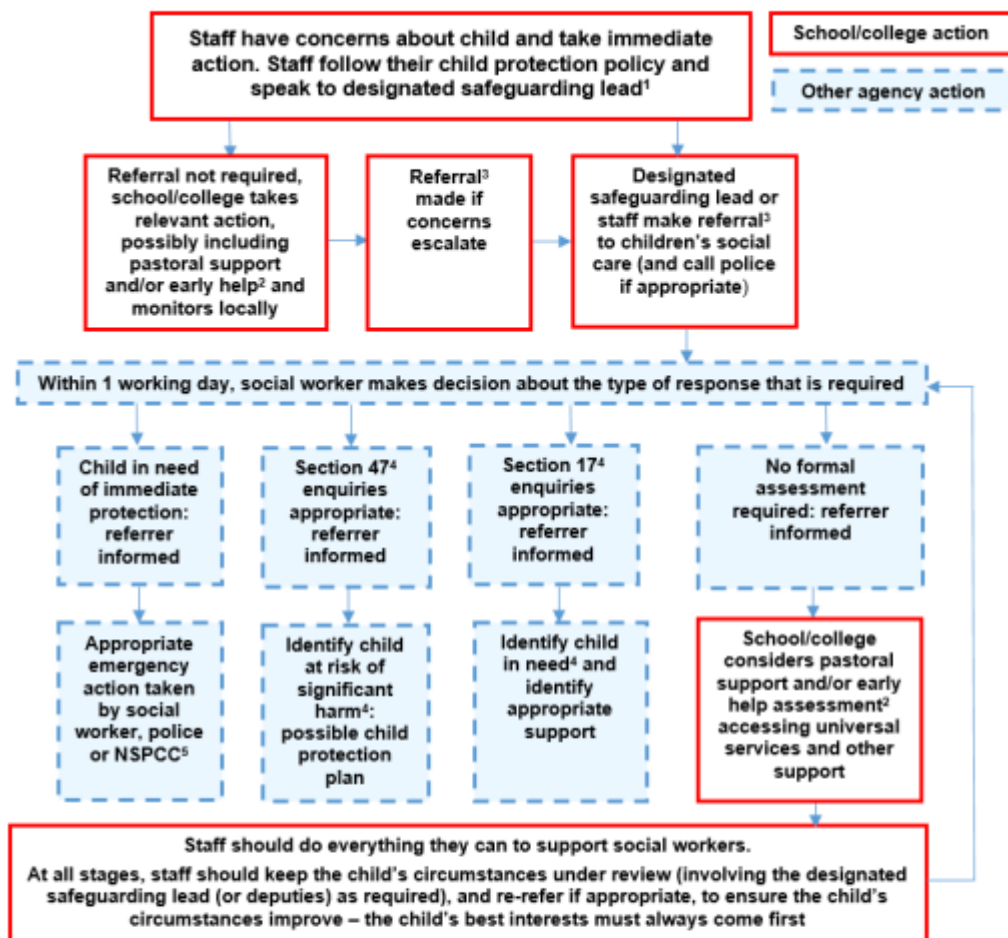 Staff have concerns about child and take immediate
action. Staff follow their child protection policy and
speak to designated safeguarding lead¹
School/college action
Other agency action
Referral not required,
school/college takes
relevant action,
possibly including
pastoral support
and/or early help² and
monitors locally
Referral³
made if
concerns
escalate
Designated
safeguarding lead or
staff make referral³
to children’s social
care (and call police
if appropriate)
Within 1 working day, social worker makes decision about the type of response that is required
Child in need
of immediate
protection:
referrer
informed
Section 47⁴
enquiries
appropriate:
referrer
informed
Section 17⁴
enquiries
appropriate:
referrer
informed
No formal
assessment
required: referrer
informed
Appropriate
emergency
action taken
by social
worker, police
or NSPCC⁵
Identify child
at risk of
significant
harm⁴:
possible child
protection
plan
Identify child
in need⁴ and
identify
appropriate
support
School/college
considers pastoral
support and/or early
help assessment²
accessing universal
services and other
support
Staff should do everything they can to support social workers.
At all stages, staff should keep the child’s circumstances under review (involving the designated
safeguarding lead (or deputies) as required), and re-refer if appropriate, to ensure the child’s
circumstances improve – the child’s best interests must always come first